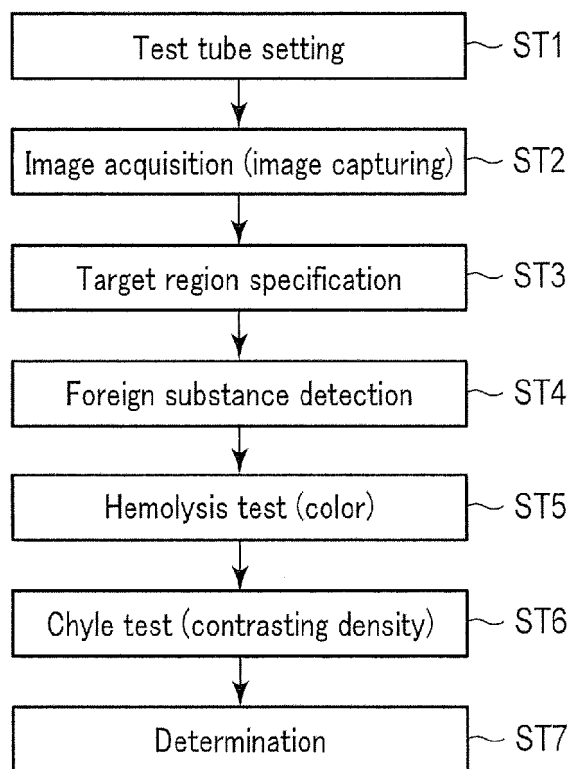 Test tube setting ST1
Image acquisition (image capturing) ST2
Target region specification ST3
Foreign substance detection ST4
Hemolysis test (color) ST5
Chyle test (contrasting density) ST6
Determination ST7